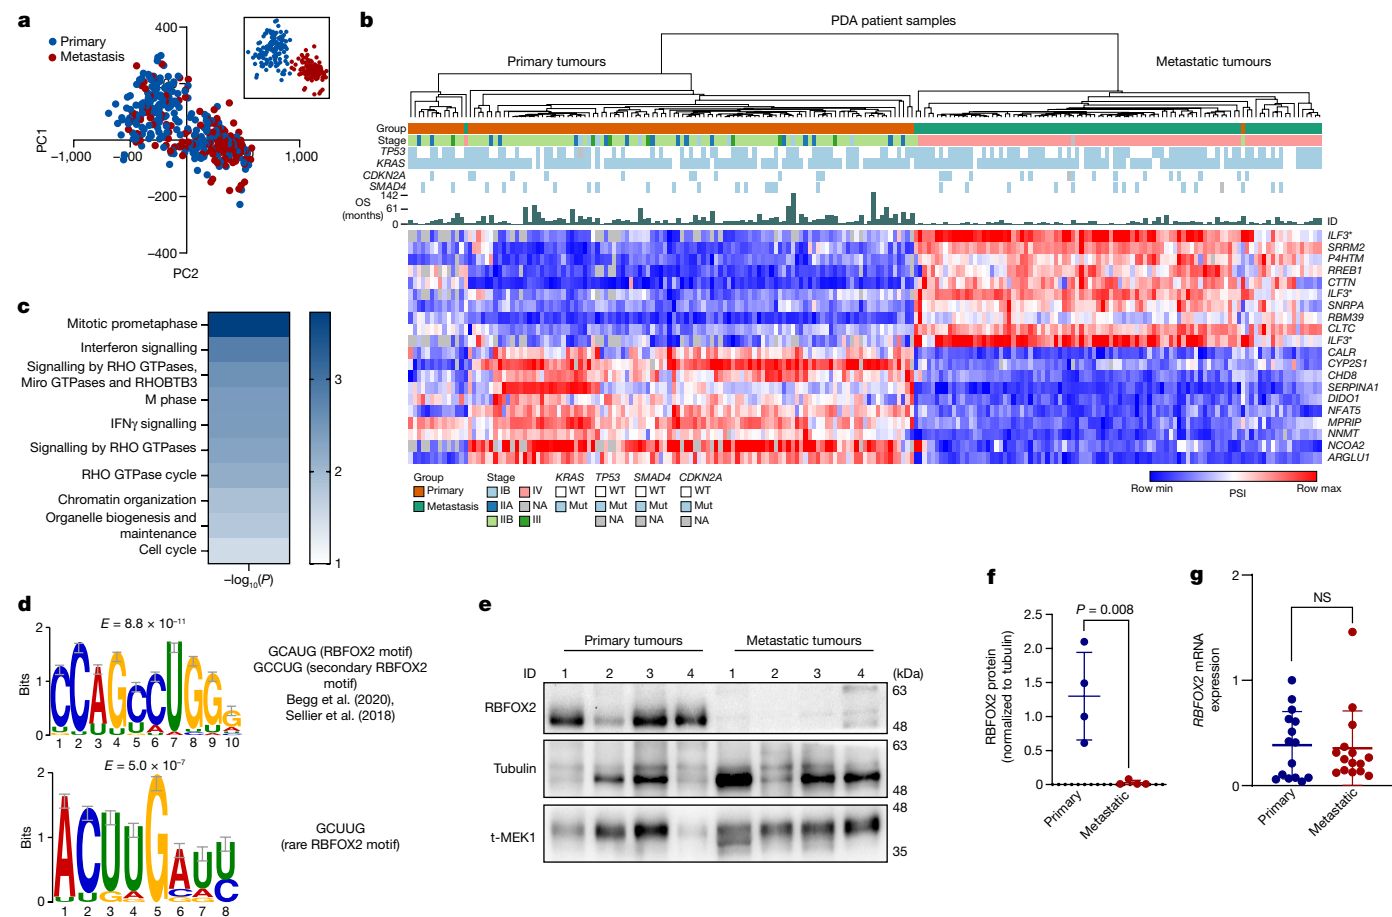 a
Primary
Metastasis
400
PC1
−1,000
−500
1,000
−200
−400
PC2
b
PDA patient samples
Primary tumours
Metastatic tumours
Group
Stage
TP53
KRAS
CDKN2A
SMAD4
OS
(months)
142
61
0
ID
ILF3*
SRRM2
P4HTM
RREB1
CTTN
ILF3*
SNRPA
RBM39
CLTC
ILF3*
CALR
CYP2S1
CHD8
SERPINA1
DIDO1
NFAT5
MPRIP
NNMT
NCOA2
ARGLU1
Group
Primary
Metastasis
Stage
IB
IIA
IIB
IV
NA
III
KRAS
WT
Mut
TP53
WT
Mut
NA
SMAD4
WT
Mut
NA
CDKN2A
WT
Mut
NA
Row min
PSI
Row max
c
Mitotic prometaphase
Interferon signalling
Signalling by RHO GTPases,
Miro GTPases and RHOBTB3
M phase
IFNγ signalling
Signalling by RHO GTPases
RHO GTPase cycle
Chromatin organization
Organelle biogenesis and
maintenance
Cell cycle
−log10(P)
3
2
1
d
E = 8.8 × 10−11
Bits
2
1
0
CCAGCCUGGG
1 2 3 4 5 6 7 8 9 10
GCAUG (RBFOX2 motif)
GCCUG (secondary RBFOX2
motif)
Begg et al. (2020),
Sellier et al. (2018)
E = 5.0 × 10−7
Bits
2
1
0
ACUUGAUU
C
1 2 3 4 5 6 7 8
GCUUG
(rare RBFOX2 motif)
e
Primary tumours
Metastatic tumours
ID 1 2 3 4 1 2 3 4 (kDa)
RBFOX2
63
48
Tubulin
63
48
t-MEK1
48
35
f
P = 0.008
RBFOX2 protein
(normalized to tubulin)
2.5
2.0
1.5
1.0
0.5
0
Primary
Metastatic
g
NS
RBFOX2 mRNA
expression
2
1
0
Primary
Metastatic